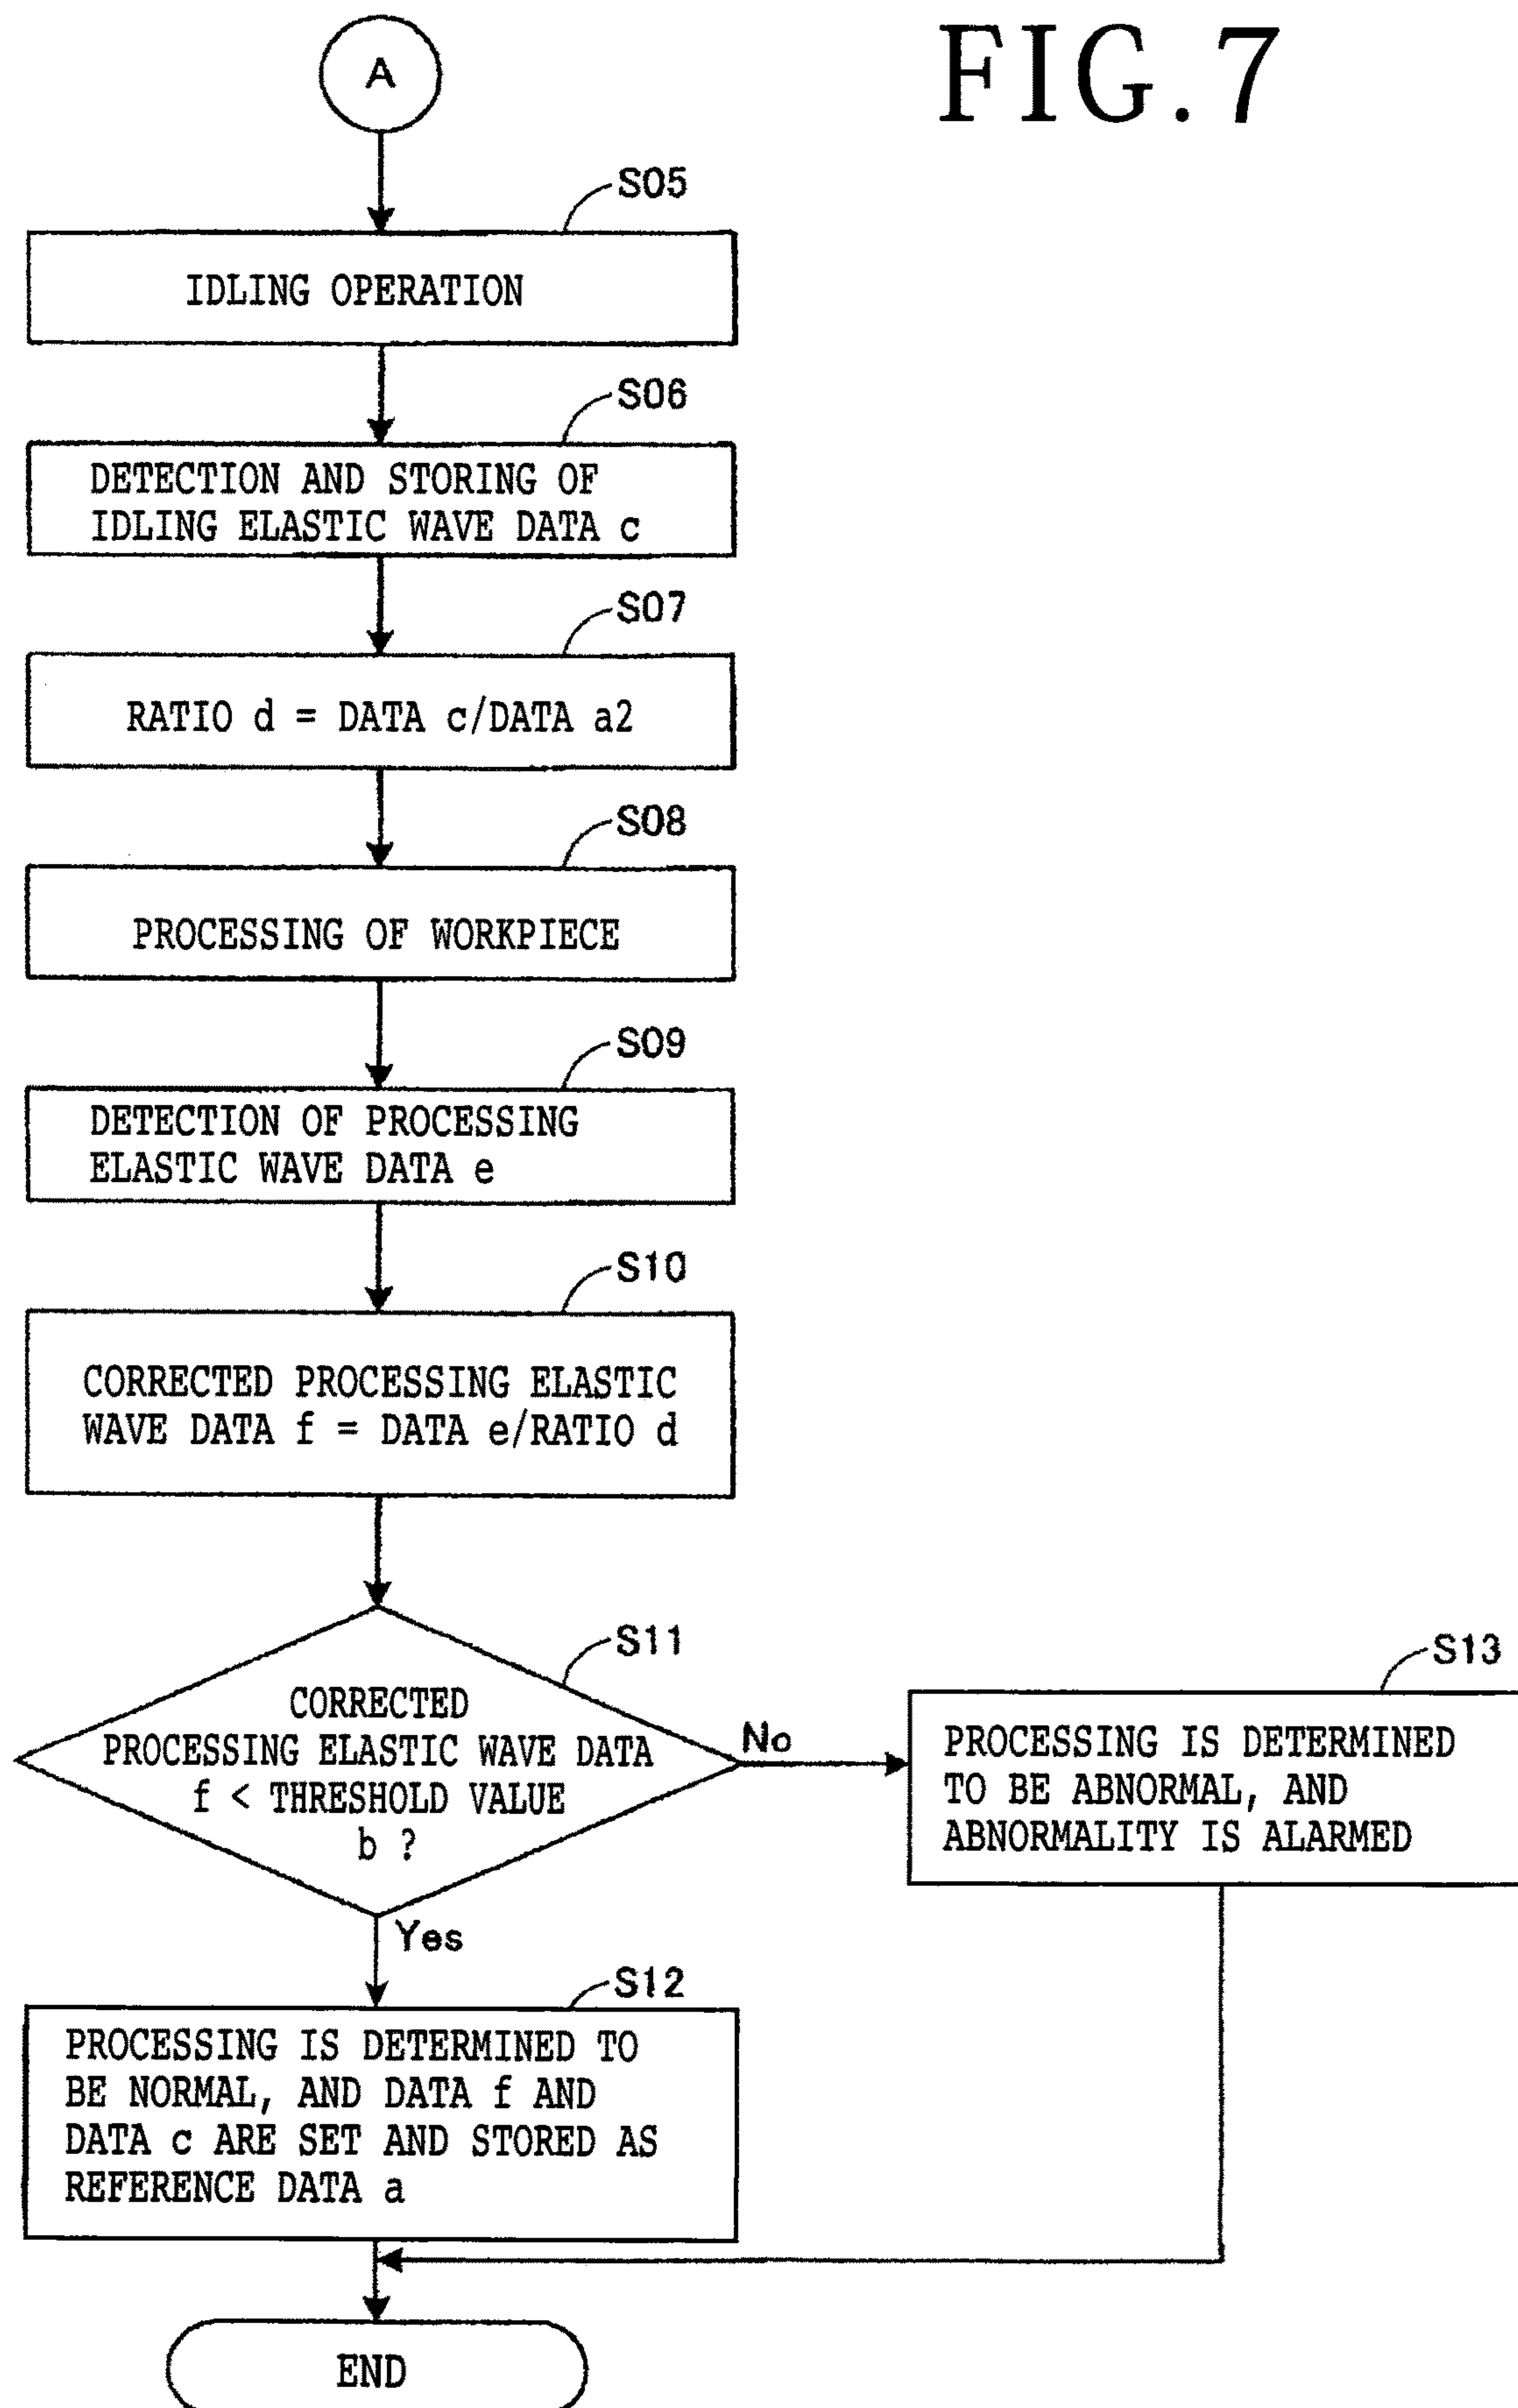 FIG. 7
A
S05
IDLING OPERATION
S06
DETECTION AND STORING OF
IDLING ELASTIC WAVE DATA c
S07
RATIO d = DATA c/DATA a2
S08
PROCESSING OF WORKPIECE
S09
DETECTION OF PROCESSING
ELASTIC WAVE DATA e
S10
CORRECTED PROCESSING ELASTIC
WAVE DATA f = DATA e/RATIO d
S11
CORRECTED
PROCESSING ELASTIC WAVE DATA
f < THRESHOLD VALUE
b ?
No
S13
PROCESSING IS DETERMINED
TO BE ABNORMAL, AND
ABNORMALITY IS ALARMED
Yes
S12
PROCESSING IS DETERMINED TO
BE NORMAL, AND DATA f AND
DATA c ARE SET AND STORED AS
REFERENCE DATA a
END